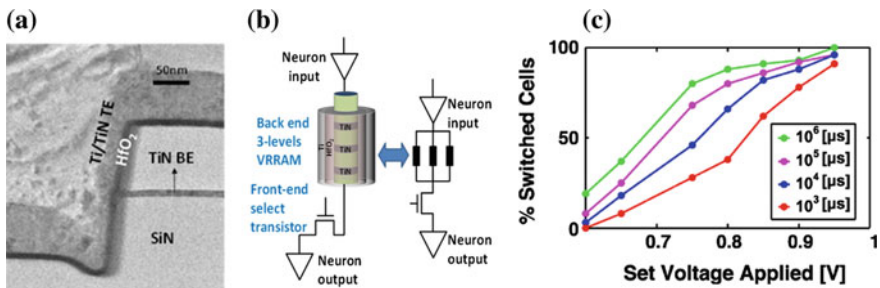 (a)
50nm
Ti/TiN TE
HfO2
TiN BE
SiN
(b)
Neuron
input
Back end
3-levels
VRRAM
TiN
TiN
TiN
Ti
HfO2
Front-end
select
transistor
Neuron
output
Neuron
input
Neuron
output
(c)
% Switched Cells
100
50
0
10^6 [µs]
10^5 [µs]
10^4 [µs]
10^3 [µs]
0.7
0.8
0.9
1
Set Voltage Applied [V]